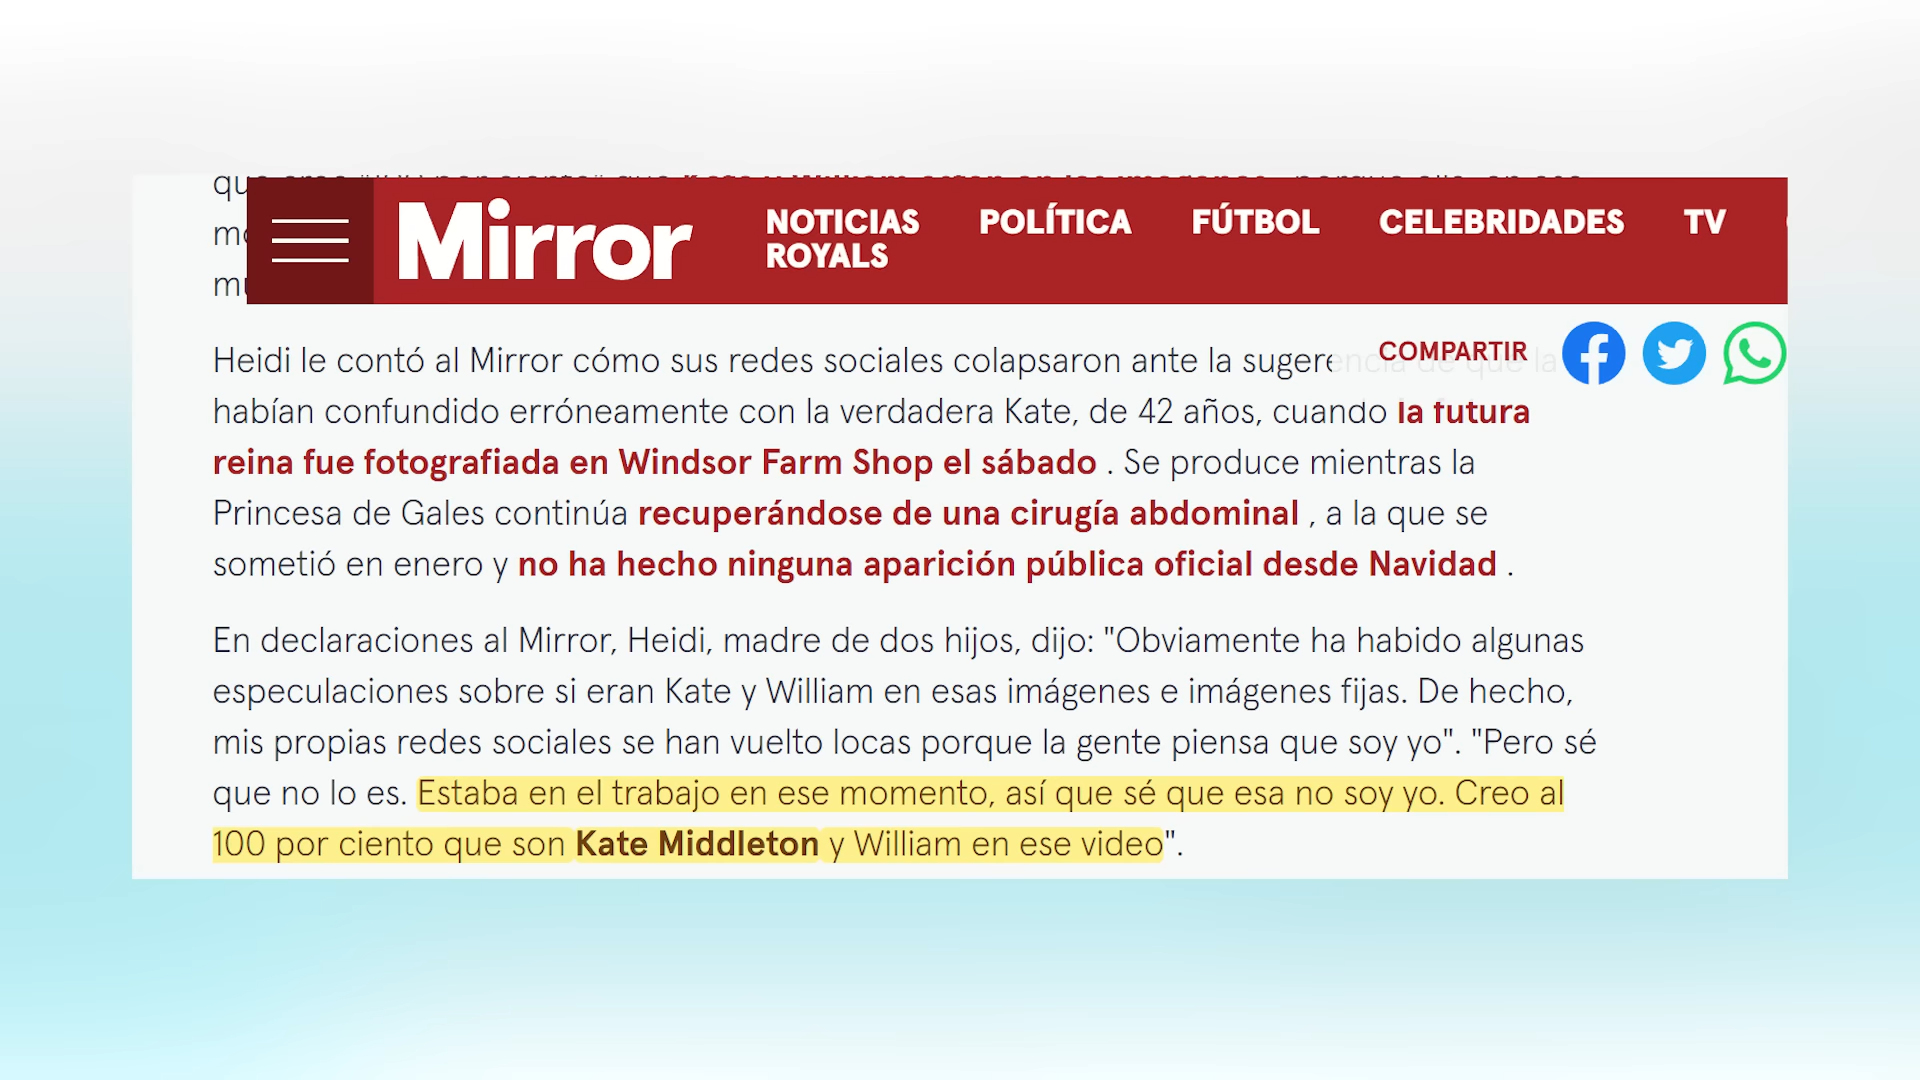 Mirror
NOTICIAS POLÍTICA FÚTBOL CELEBRIDADES TV
ROYALS
COMPARTIR
Heidi le contó al Mirror cómo sus redes sociales colapsaron ante la sugerencia de que la
habían confundido erróneamente con la verdadera Kate, de 42 años, cuando la futura
reina fue fotografiada en Windsor Farm Shop el sábado . Se produce mientras la
Princesa de Gales continúa recuperándose de una cirugía abdominal , a la que se
sometió en enero y no ha hecho ninguna aparición pública oficial desde Navidad .
En declaraciones al Mirror, Heidi, madre de dos hijos, dijo: "Obviamente ha habido algunas
especulaciones sobre si eran Kate y William en esas imágenes e imágenes fijas. De hecho,
mis propias redes sociales se han vuelto locas porque la gente piensa que soy yo". "Pero sé
que no lo es. Estaba en el trabajo en ese momento, así que sé que esa no soy yo. Creo al
100 por ciento que son Kate Middleton y William en ese video".